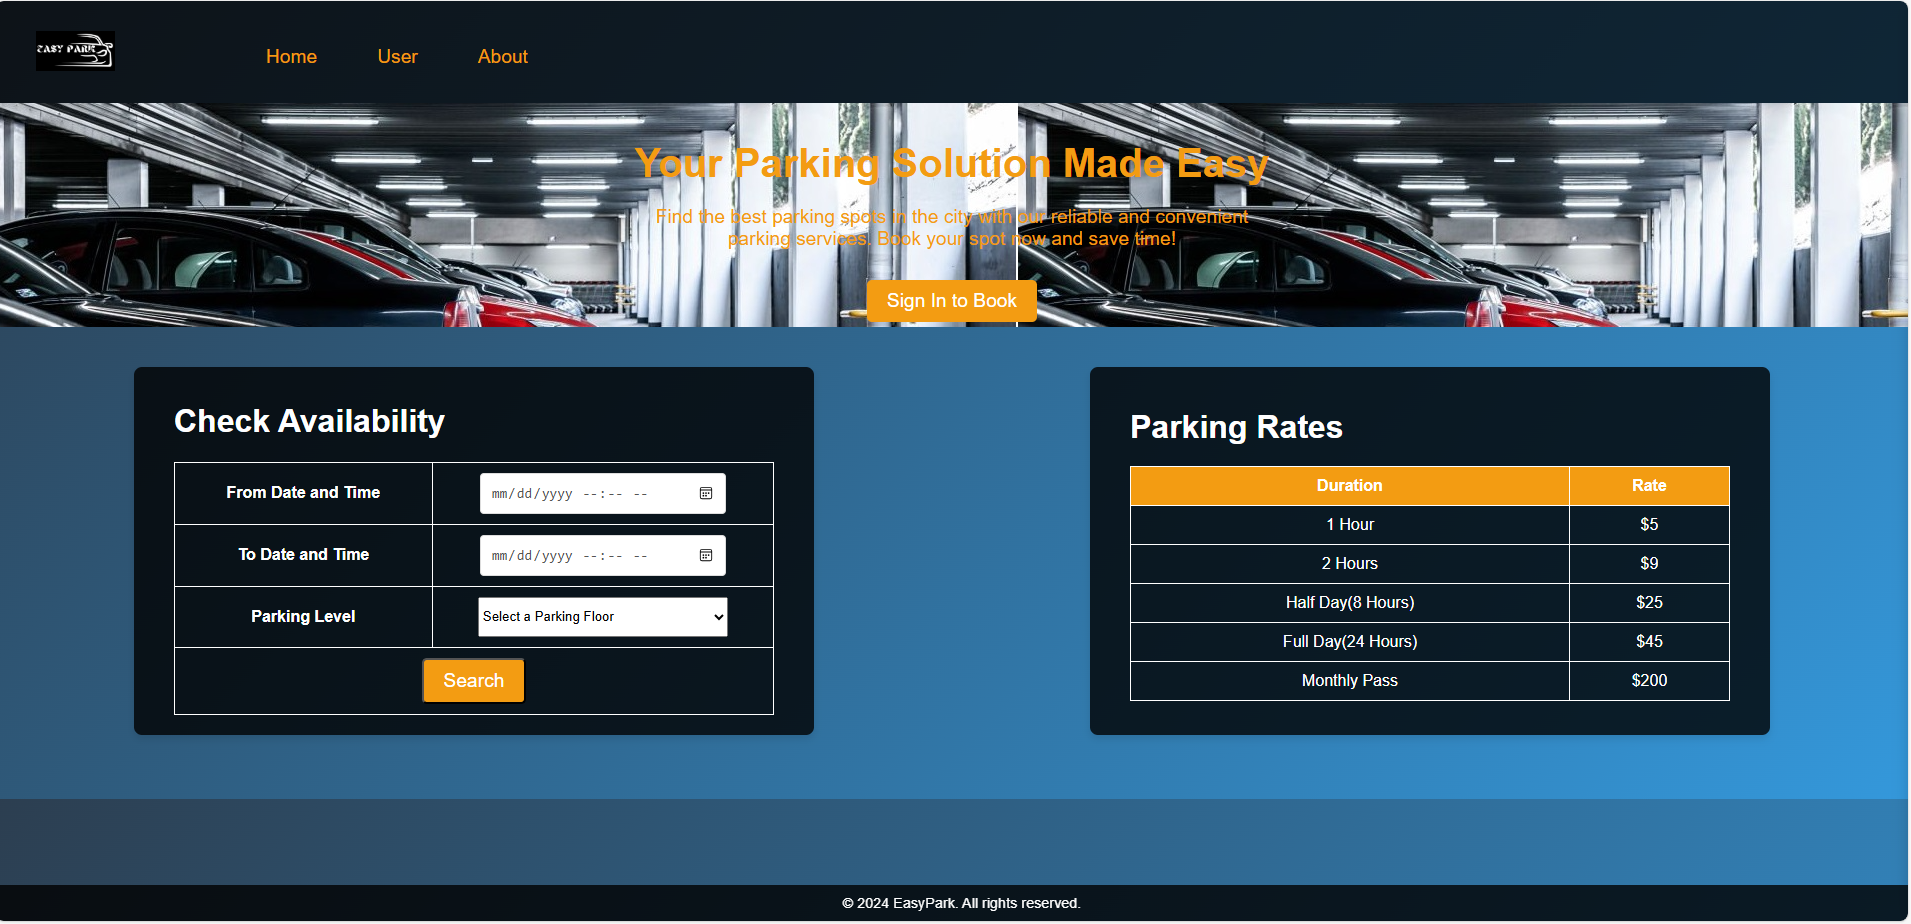 EASY PARK
Home
User
About
Your Parking Solution Made Easy
Find the best parking spots in the city with our reliable and convenient
parking services. Book your spot now and save time!
Sign In to Book
Check Availability
From Date and Time
mm/dd/yyyy --:-- --
To Date and Time
mm/dd/yyyy --:-- --
Parking Level
Select a Parking Floor
Search
Parking Rates
Duration Rate
1 Hour $5
2 Hours $9
Half Day(8 Hours) $25
Full Day(24 Hours) $45
Monthly Pass $200
© 2024 EasyPark. All rights reserved.